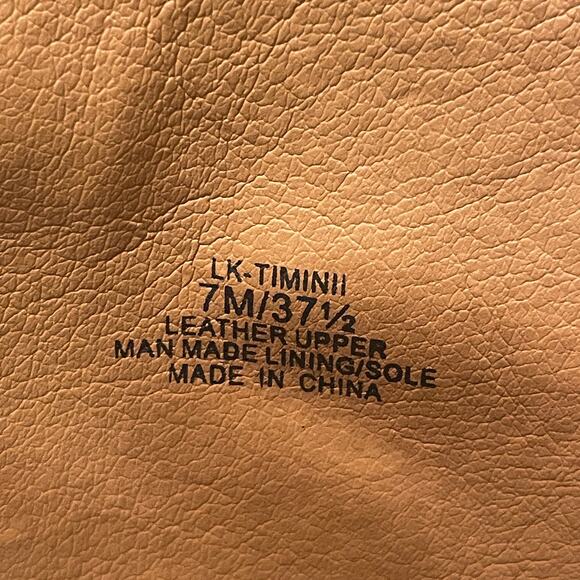 LK-TIMINII
7M/37½
LEATHER UPPER
MAN MADE LINING/SOLE
MADE IN CHINA